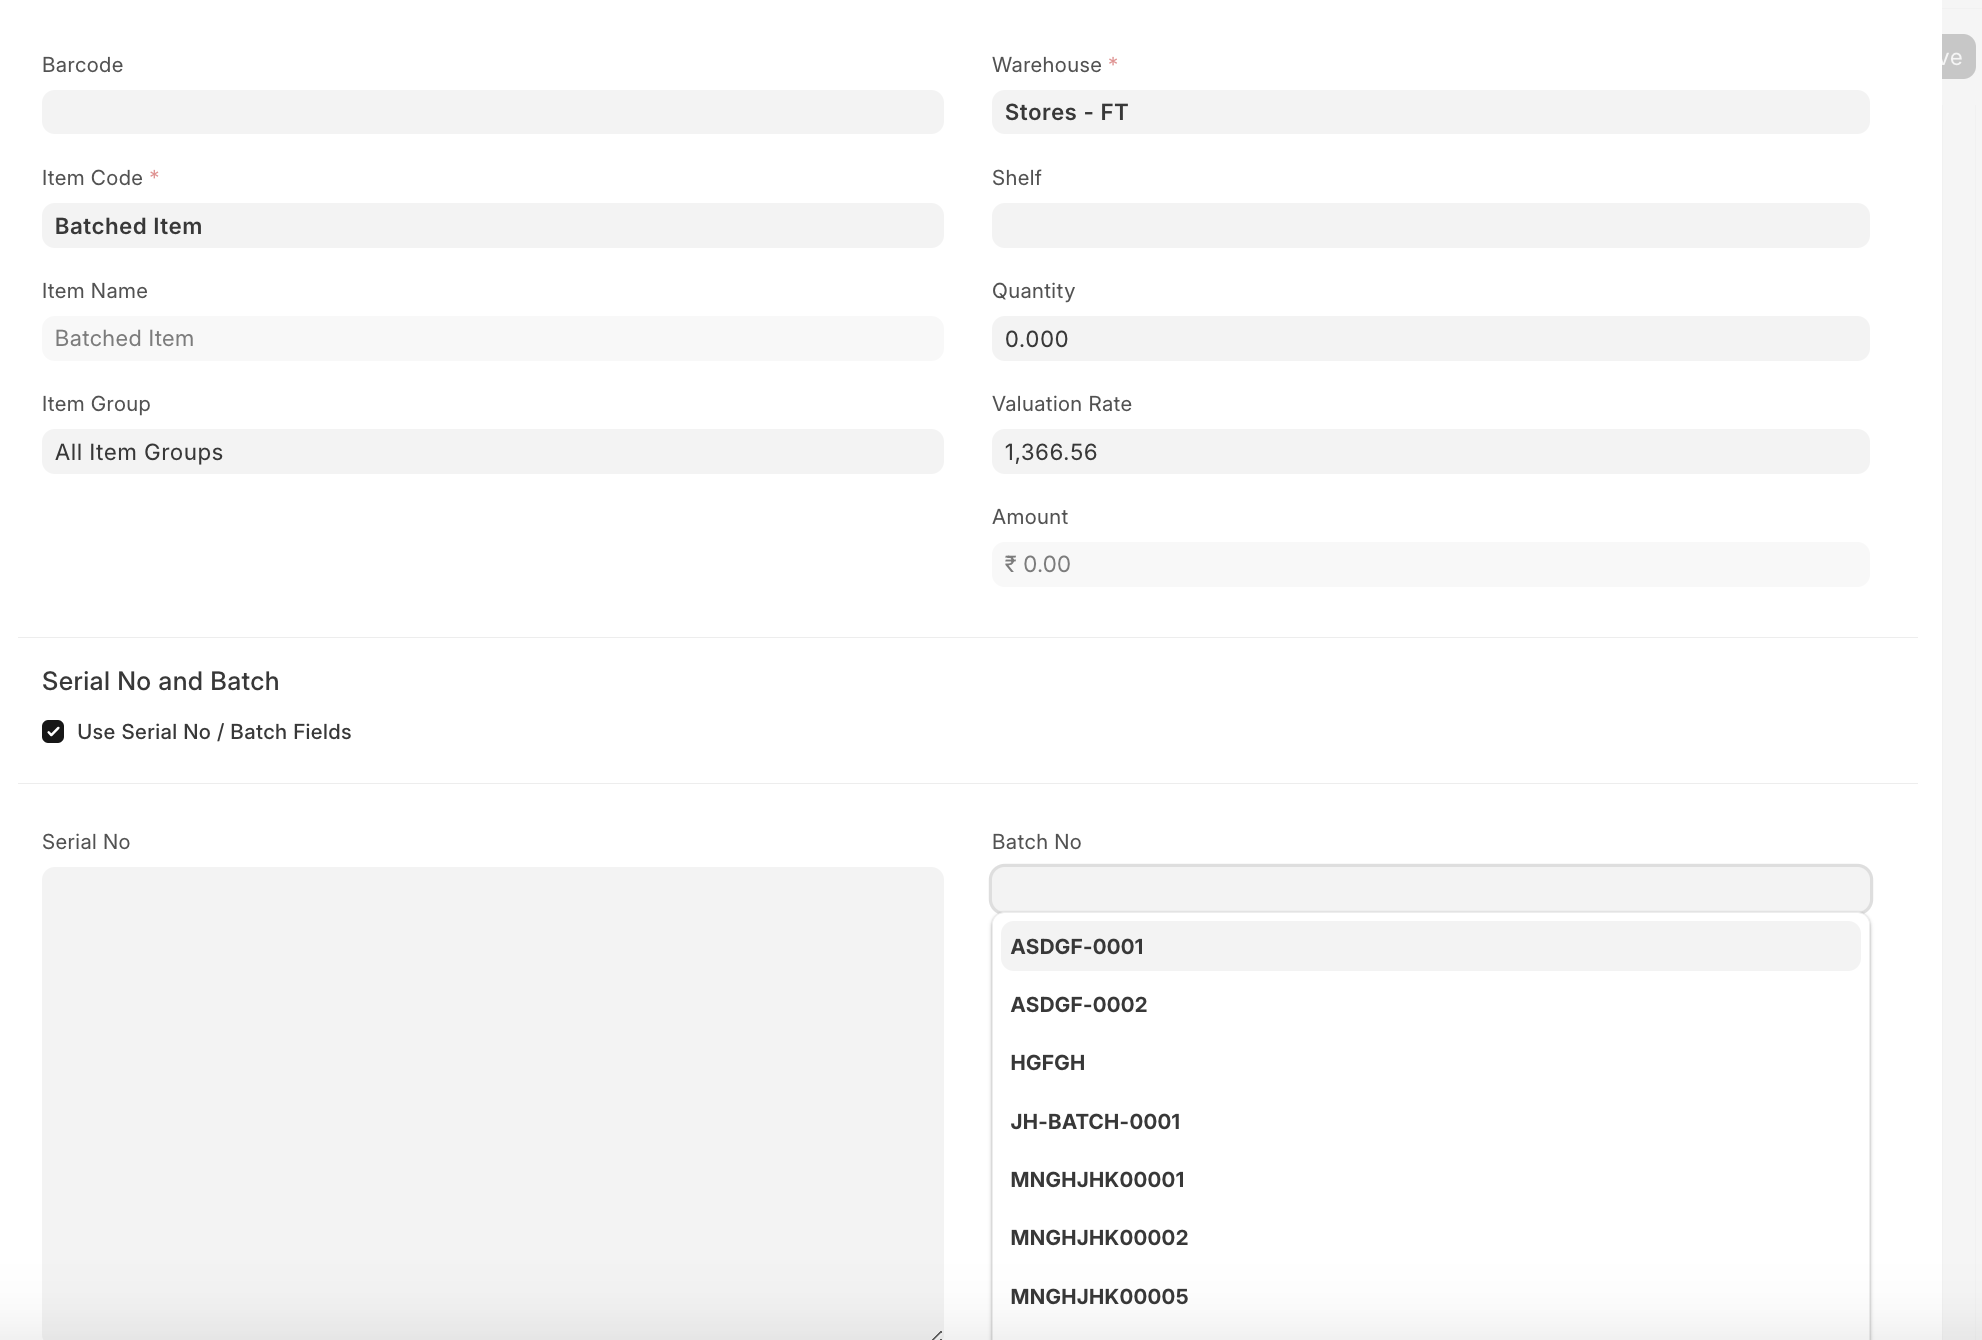 Barcode
Item Code *
Batched Item
Item Name
Batched Item
Item Group
All Item Groups
Warehouse *
Stores - FT
Shelf
Quantity
0.000
Valuation Rate
1,366.56
Amount
₹ 0.00
ve
Serial No and Batch
Use Serial No / Batch Fields
Serial No
Batch No
ASDGF-0001
ASDGF-0002
HGFGH
JH-BATCH-0001
MNGHJHK00001
MNGHJHK00002
MNGHJHK00005